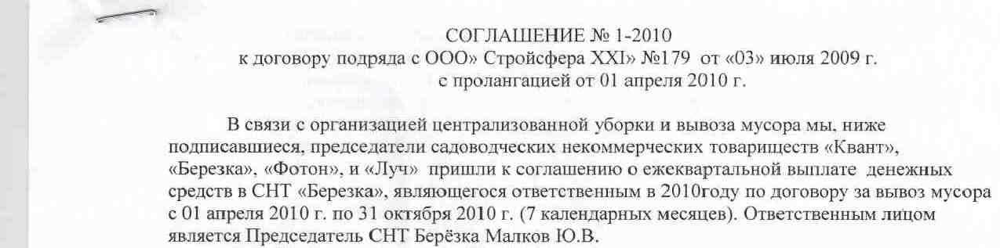 СОГЛАШЕНИЕ № 1-2010
к договору подряда с ООО» Стройсфера XXI» №179 от «03» июля 2009 г.
с пролангацией от 01 апреля 2010 г.
В связи с организацией централизованной уборки и вывоза мусора мы, ниже
подписавшиеся, председатели садоводческих некоммерческих товариществ «Квант»,
«Березка», «Фотон», и «Луч» пришли к соглашению о ежеквартальной выплате денежных
средств в СНТ «Березка», являющегося ответственным в 2010году по договору за вывоз мусора
с 01 апреля 2010 г. по 31 октября 2010 г. (7 календарных месяцев). Ответственным лицом
является Председатель СНТ Берёзка Малков Ю.В.